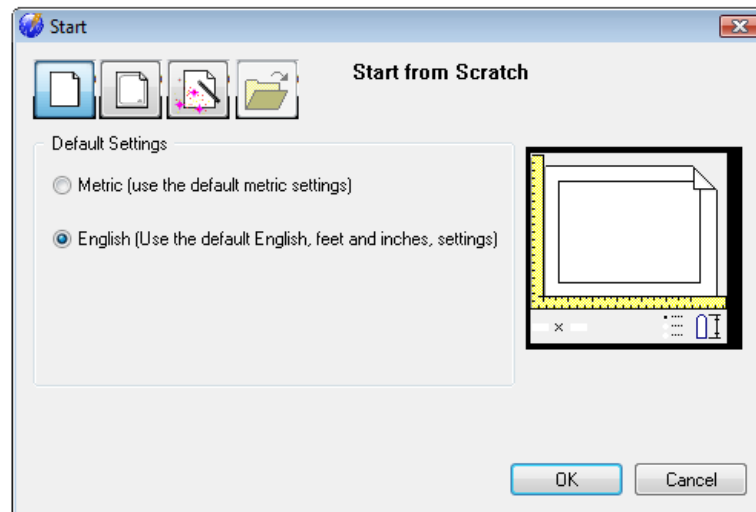 Start
Start from Scratch
Default Settings
Metric (use the default metric settings)
English (Use the default English, feet and inches, settings)
OK
Cancel